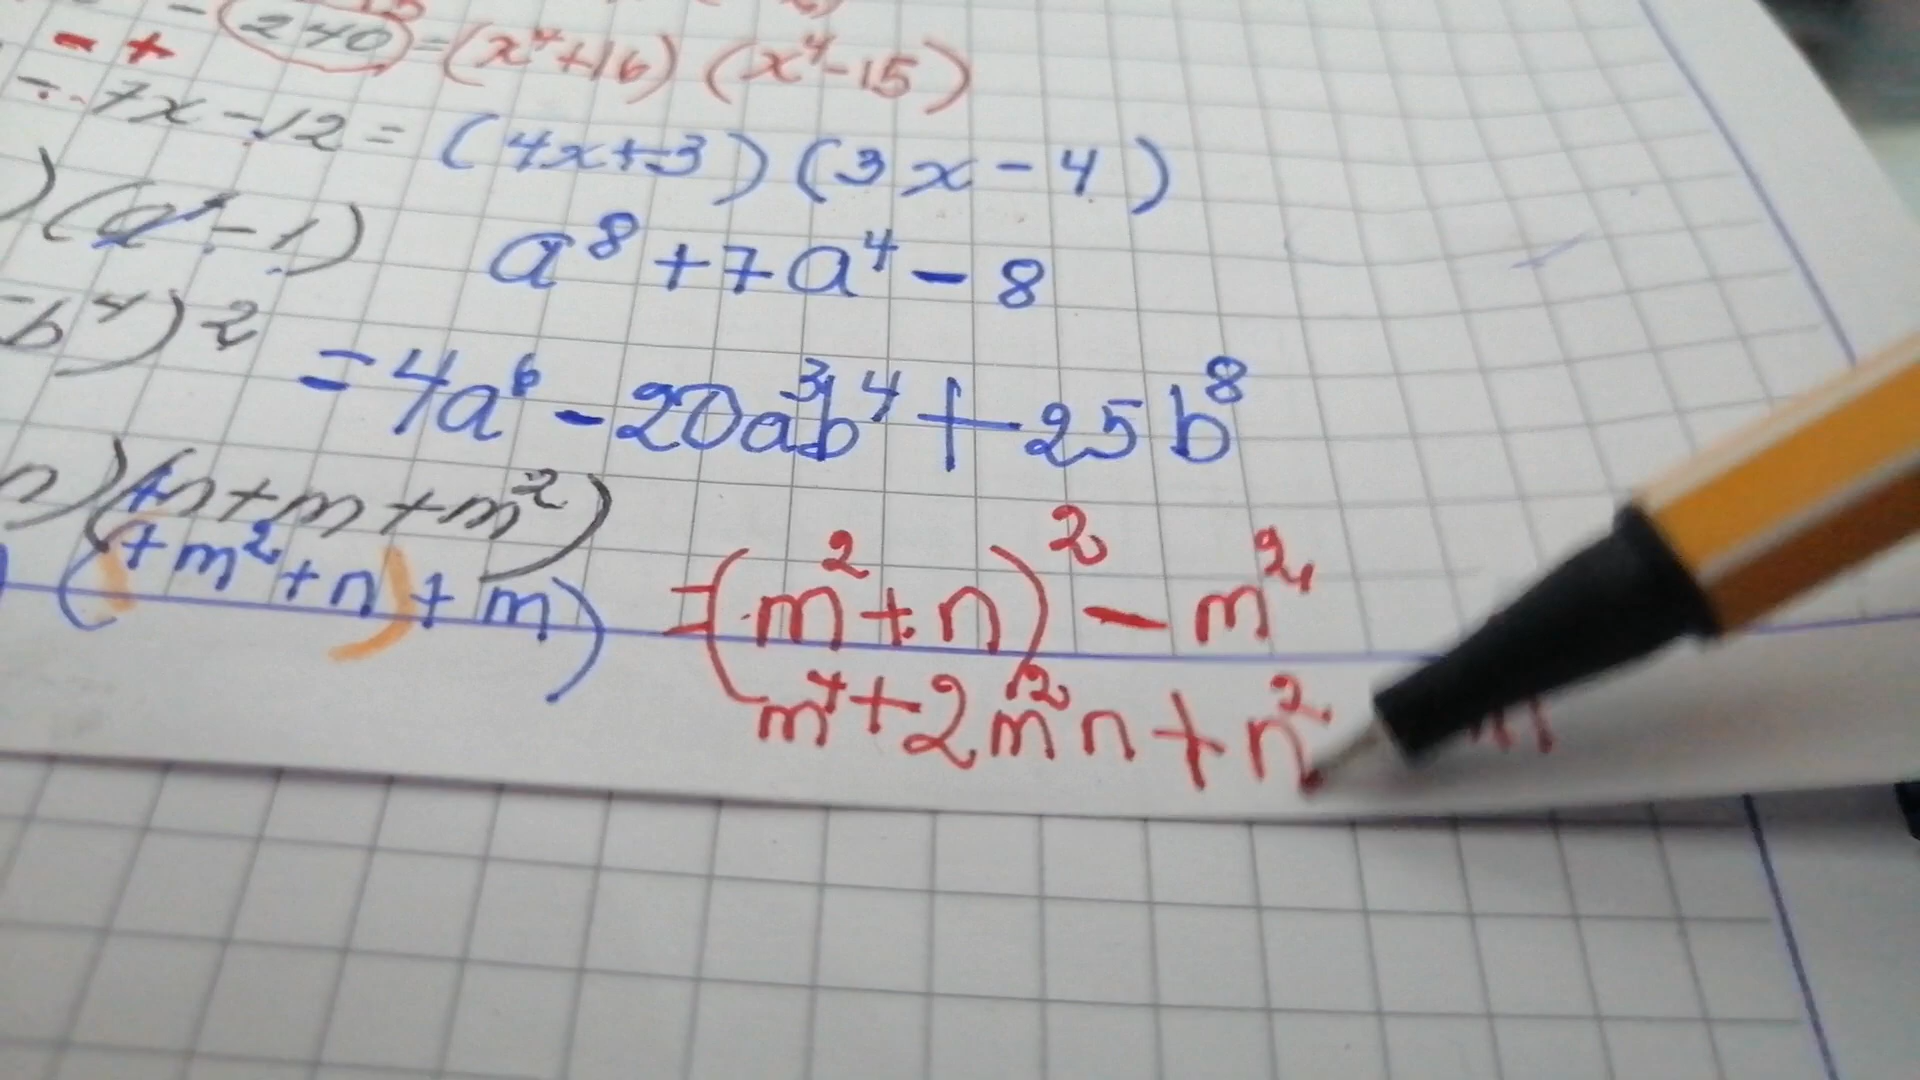 - 240 = (x⁴+16) (x⁴-15)
- +
- 7x - 12 = (4x+3) (3x - 4)
) (a⁴ - 1) a⁸ + 7a⁴ - 8
-b⁴)2
= 4a⁶ - 20a³b⁴ + 25b⁸
n) (n + m + m²)
(+m² + n) + m) = (m² + n)² - m²
m⁴ + 2m²n + n²